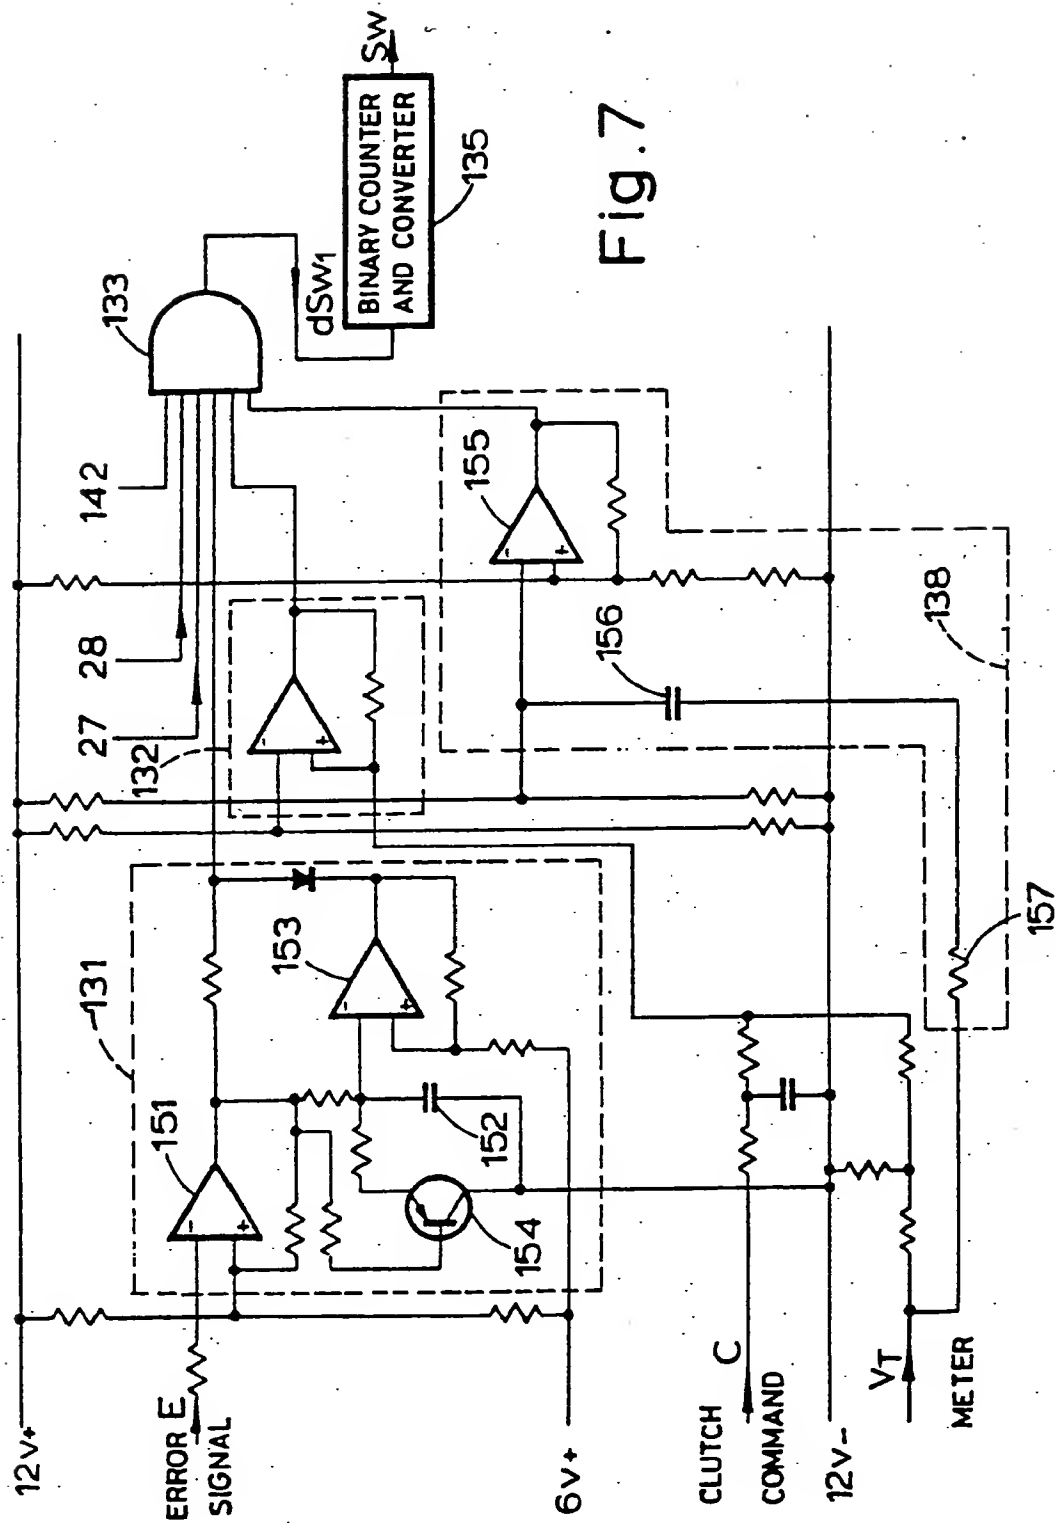 12v+
ERROR E
SIGNAL
6v+
CLUTCH
COMMAND
C
12v-
VT
METER
131
151
152
153
154
132
27
28
142
133
155
156
138
157
dSw1
BINARY COUNTER
AND CONVERTER
135
Sw
Fig.7